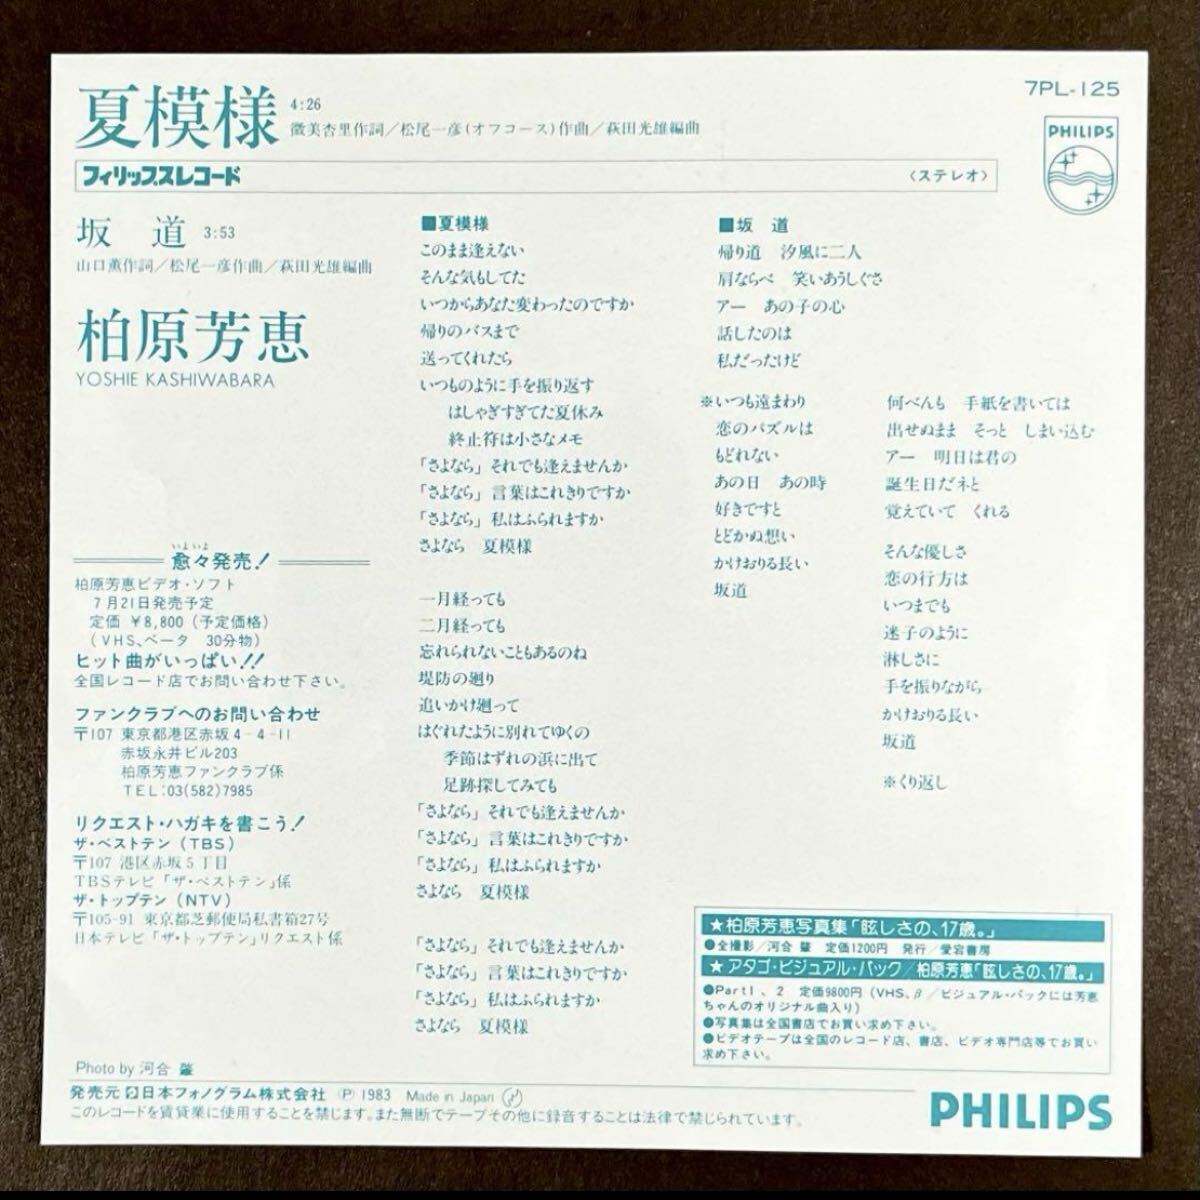 夏模様 4:26
微美杏里作詞/松尾一彦(オフコース)作曲/萩田光雄編曲
7PL-125
PHILIPS
フィリップスレコード
〈ステレオ〉
坂 道 3:53
山口薫作詞/松尾一彦作曲/萩田光雄編曲
柏原芳恵
YOSHIE KASHIWABARA
いよいよ
愈々発売!
柏原芳恵ビデオ・ソフト
7月21日発売予定
定価 ¥8,800 (予定価格)
(VHS、ベータ 30分物)
ヒット曲がいっぱい!!
全国レコード店でお問い合わせ下さい。
ファンクラブへのお問い合わせ
〒107 東京都港区赤坂4-4-11
赤坂永井ビル203
柏原芳恵ファンクラブ係
TEL:03(582)7985
リクエスト・ハガキを書こう!
ザ・ベストテン(TBS)
〒107 港区赤坂5丁目
TBSテレビ「ザ・ベストテン」係
ザ・トップテン(NTV)
〒105-91 東京都芝郵便局私書箱27号
日本テレビ「ザ・トップテン」リクエスト係
Photo by 河合 肇
■夏模様
このまま逢えない
そんな気もしてた
いつからあなた変わったのですか
帰りのバスまで
送ってくれたら
いつものように手を振り返す
はしゃぎすぎてた夏休み
終止符は小さなメモ
「さよなら」それでも逢えませんか
「さよなら」言葉はこれきりですか
「さよなら」私はふられますか
さよなら 夏模様
一月経っても
二月経っても
忘れられないこともあるのね
堤防の廻り
追いかけ廻って
はぐれたように別れてゆくの
季節はずれの浜に出て
足跡探してみても
「さよなら」それでも逢えませんか
「さよなら」言葉はこれきりですか
「さよなら」私はふられますか
さよなら 夏模様
「さよなら」それでも逢えませんか
「さよなら」言葉はこれきりですか
「さよなら」私はふられますか
さよなら 夏模様
■坂 道
帰り道 汐風に二人
肩ならべ 笑いあうしぐさ
アー あの子の心
話したのは
私だったけど
※いつも遠まわり
恋のパズルは
もどれない
あの日 あの時
好きですと
とどかぬ想い
かけおりる長い
坂道
何べんも 手紙を書いては
出せぬまま そっと しまい込む
アー 明日は君の
誕生日だネと
覚えていて くれる
そんな優しさ
恋の行方は
いつまでも
迷子のように
淋しさに
手を振りながら
かけおりる長い
坂道
※くり返し
★柏原芳恵写真集「眩しさの、17歳。」
●全撮影/河合 肇 定価1200円 発行/愛宕書房
★アタゴ・ビジュアル・パック/柏原芳恵「眩しさの、17歳。」
●Part1、2 定価9800円(VHS、β/ビジュアル・パックには芳恵
ちゃんのオリジナル曲入り)
●写真集は全国書店でお買い求め下さい。
●ビデオテープは全国のレコード店、書店、ビデオ専門店等でお買い
求め下さい。
発売元 日本フォノグラム株式会社 Ⓟ 1983 Made in Japan
このレコードを賃貸業に使用することを禁じます。また無断でテープその他に録音することは法律で禁じられています。
PHILIPS